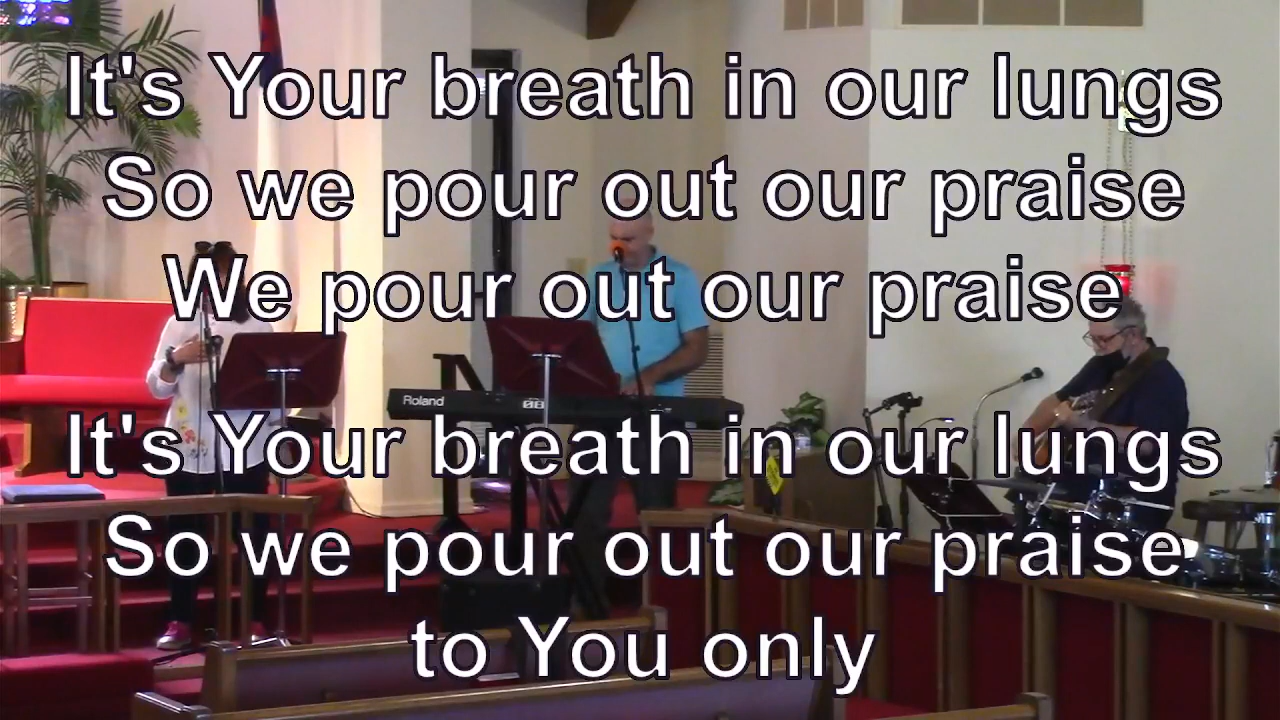 It's Your breath in our lungs
So we pour out our praise
We pour out our praise
Roland
It's Your breath in our lungs
So we pour out our praise
to You only